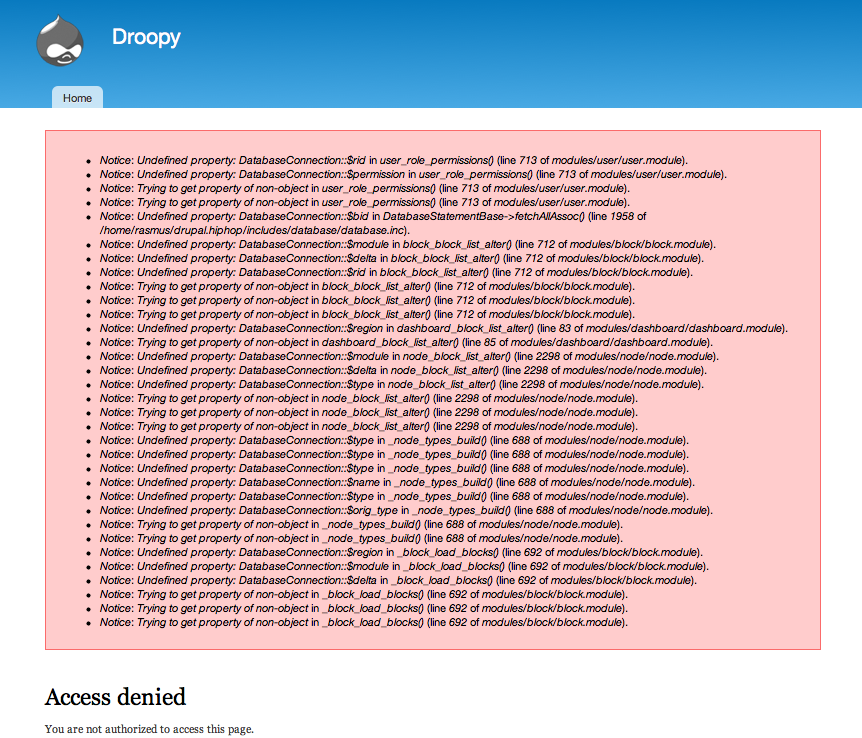 Droopy
Home
Notice: Undefined property: DatabaseConnection::$rid in user_role_permissions() (line 713 of modules/user/user.module).
Notice: Undefined property: DatabaseConnection::$permission in user_role_permissions() (line 713 of modules/user/user.module).
Notice: Trying to get property of non-object in user_role_permissions() (line 713 of modules/user/user.module).
Notice: Trying to get property of non-object in user_role_permissions() (line 713 of modules/user/user.module).
Notice: Undefined property: DatabaseConnection::$bid in DatabaseStatementBase->fetchAllAssoc() (line 1958 of
/home/rasmus/drupal.hiphop/includes/database/database.inc).
Notice: Undefined property: DatabaseConnection::$module in block_block_list_alter() (line 712 of modules/block/block.module).
Notice: Undefined property: DatabaseConnection::$delta in block_block_list_alter() (line 712 of modules/block/block.module).
Notice: Undefined property: DatabaseConnection::$rid in block_block_list_alter() (line 712 of modules/block/block.module).
Notice: Trying to get property of non-object in block_block_list_alter() (line 712 of modules/block/block.module).
Notice: Trying to get property of non-object in block_block_list_alter() (line 712 of modules/block/block.module).
Notice: Trying to get property of non-object in block_block_list_alter() (line 712 of modules/block/block.module).
Notice: Undefined property: DatabaseConnection::$region in dashboard_block_list_alter() (line 83 of modules/dashboard/dashboard.module).
Notice: Trying to get property of non-object in dashboard_block_list_alter() (line 85 of modules/dashboard/dashboard.module).
Notice: Undefined property: DatabaseConnection::$module in node_block_list_alter() (line 2298 of modules/node/node.module).
Notice: Undefined property: DatabaseConnection::$delta in node_block_list_alter() (line 2298 of modules/node/node.module).
Notice: Undefined property: DatabaseConnection::$type in node_block_list_alter() (line 2298 of modules/node/node.module).
Notice: Trying to get property of non-object in node_block_list_alter() (line 2298 of modules/node/node.module).
Notice: Trying to get property of non-object in node_block_list_alter() (line 2298 of modules/node/node.module).
Notice: Trying to get property of non-object in node_block_list_alter() (line 2298 of modules/node/node.module).
Notice: Undefined property: DatabaseConnection::$type in _node_types_build() (line 688 of modules/node/node.module).
Notice: Undefined property: DatabaseConnection::$type in _node_types_build() (line 688 of modules/node/node.module).
Notice: Undefined property: DatabaseConnection::$type in _node_types_build() (line 688 of modules/node/node.module).
Notice: Undefined property: DatabaseConnection::$name in _node_types_build() (line 688 of modules/node/node.module).
Notice: Undefined property: DatabaseConnection::$type in _node_types_build() (line 688 of modules/node/node.module).
Notice: Undefined property: DatabaseConnection::$orig_type in _node_types_build() (line 688 of modules/node/node.module).
Notice: Trying to get property of non-object in _node_types_build() (line 688 of modules/node/node.module).
Notice: Trying to get property of non-object in _node_types_build() (line 688 of modules/node/node.module).
Notice: Undefined property: DatabaseConnection::$region in _block_load_blocks() (line 692 of modules/block/block.module).
Notice: Undefined property: DatabaseConnection::$module in _block_load_blocks() (line 692 of modules/block/block.module).
Notice: Undefined property: DatabaseConnection::$delta in _block_load_blocks() (line 692 of modules/block/block.module).
Notice: Trying to get property of non-object in _block_load_blocks() (line 692 of modules/block/block.module).
Notice: Trying to get property of non-object in _block_load_blocks() (line 692 of modules/block/block.module).
Notice: Trying to get property of non-object in _block_load_blocks() (line 692 of modules/block/block.module).
Access denied
You are not authorized to access this page.